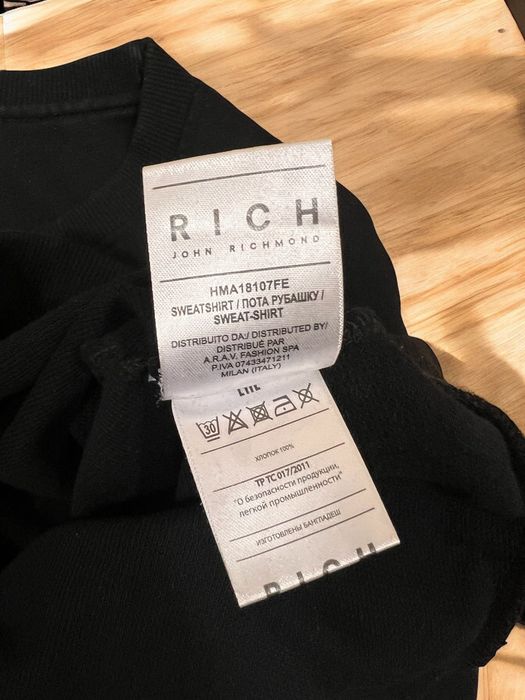 RICH
JOHN RICHMOND
HMA18107FE
SWEATSHIRT / ПОТА РУБАШКУ /
SWEAT-SHIRT
DISTRIBUITO DA:/ DISTRIBUTED BY/
DISTRIBUÉ PAR
A.R.A.V. FASHION SPA
P.IVA 07433471211
MILAN (ITALY)
30
ХЛОПОК 100%
ТР ТС 017/2011
"О безопасности продукции,
легкой промышленности"
ИЗГОТОВЛЕНЫ БАНГЛАДЕШ
RICH